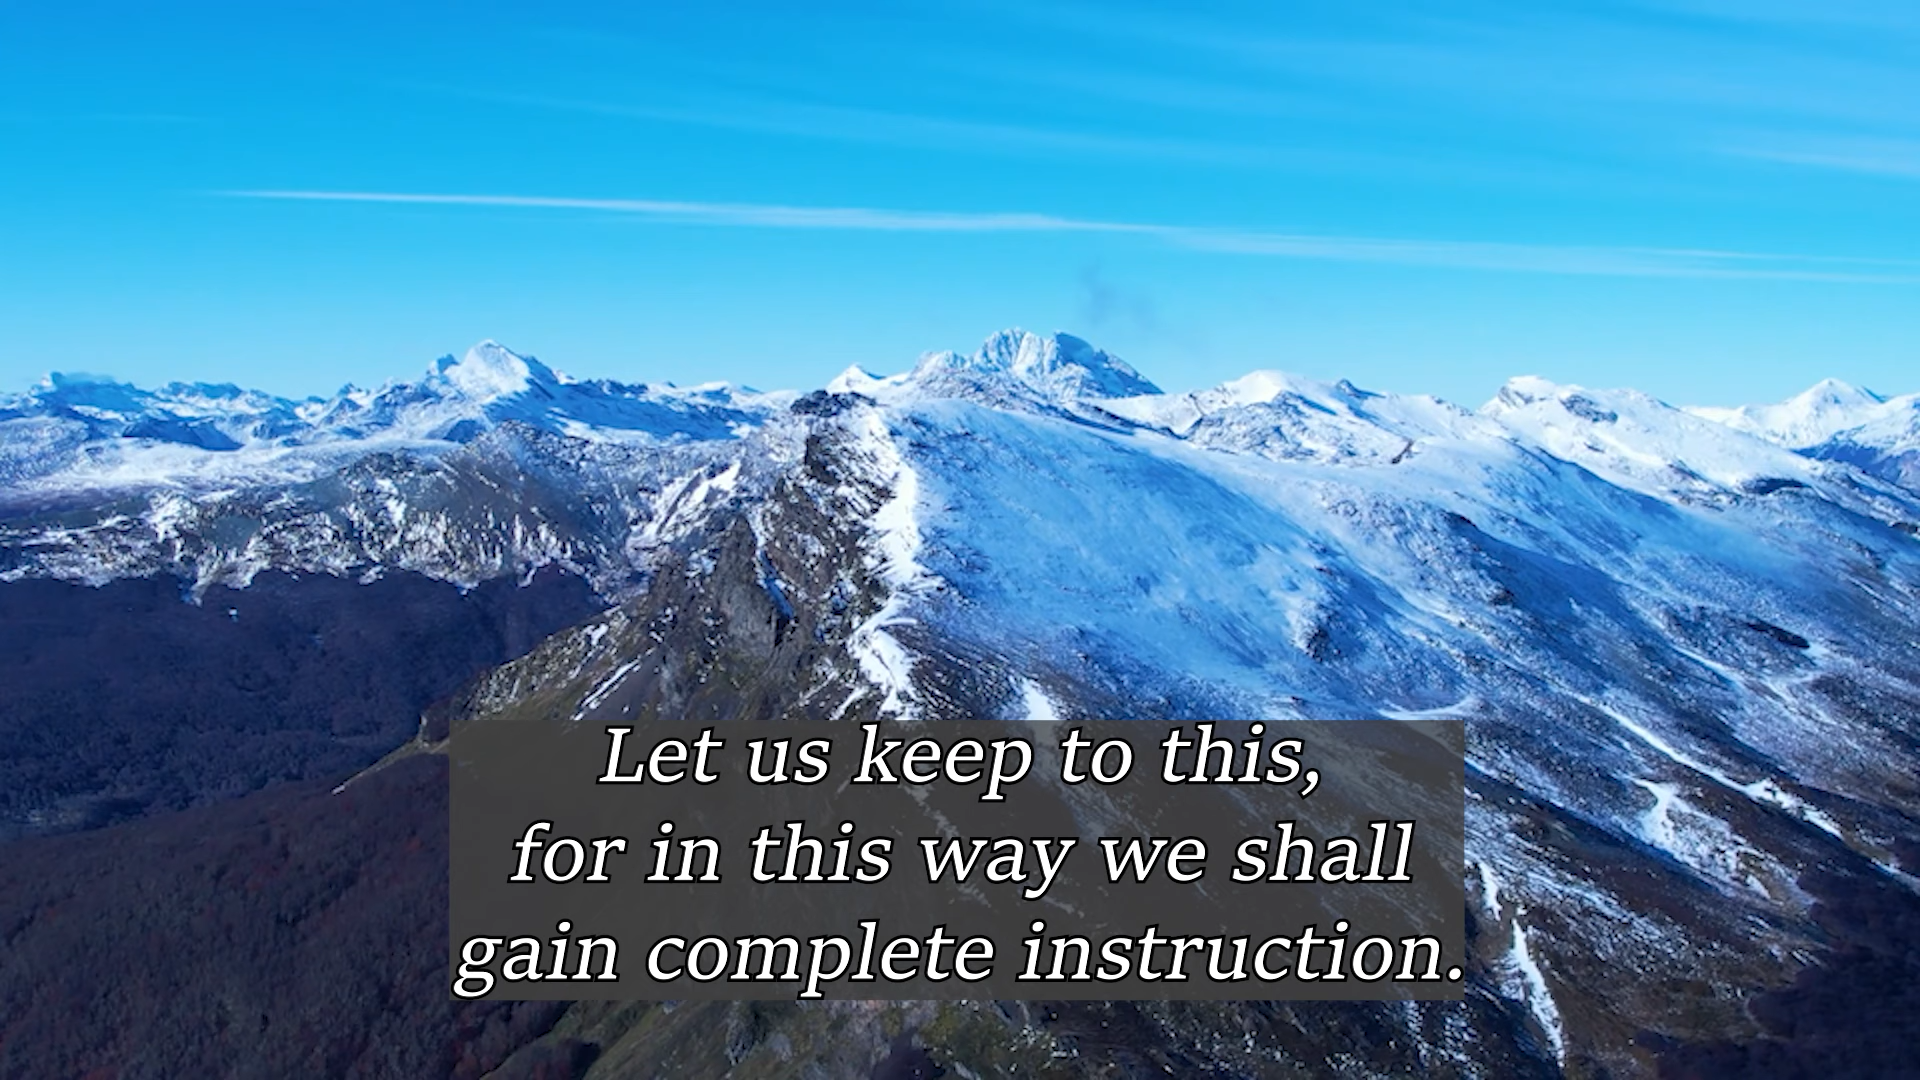 Let us keep to this,
for in this way we shall
gain complete instruction.